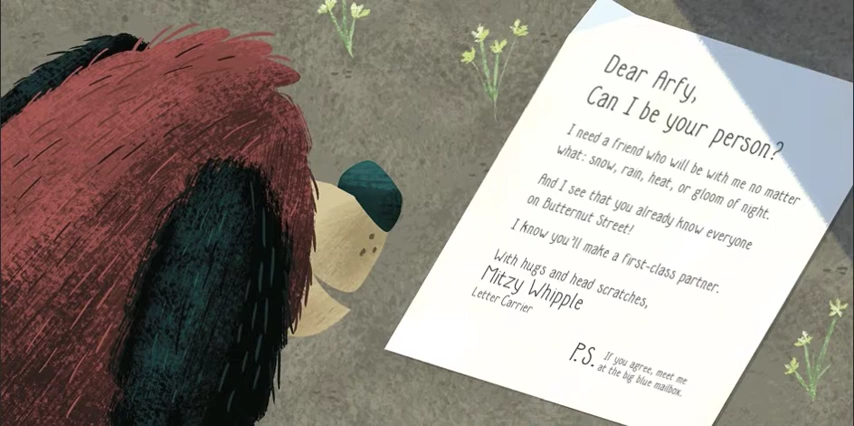 Dear Arfy,
Can I be your person?
I need a friend who will be with me no matter
what: snow, rain, heat, or gloom of night.
And I see that you already know everyone
on Butternut Street!
I know you'll make a first-class partner.
With hugs and head scratches,
Mitzy Whipple
Letter Carrier
P.S. If you agree, meet me
at the big blue mailbox.